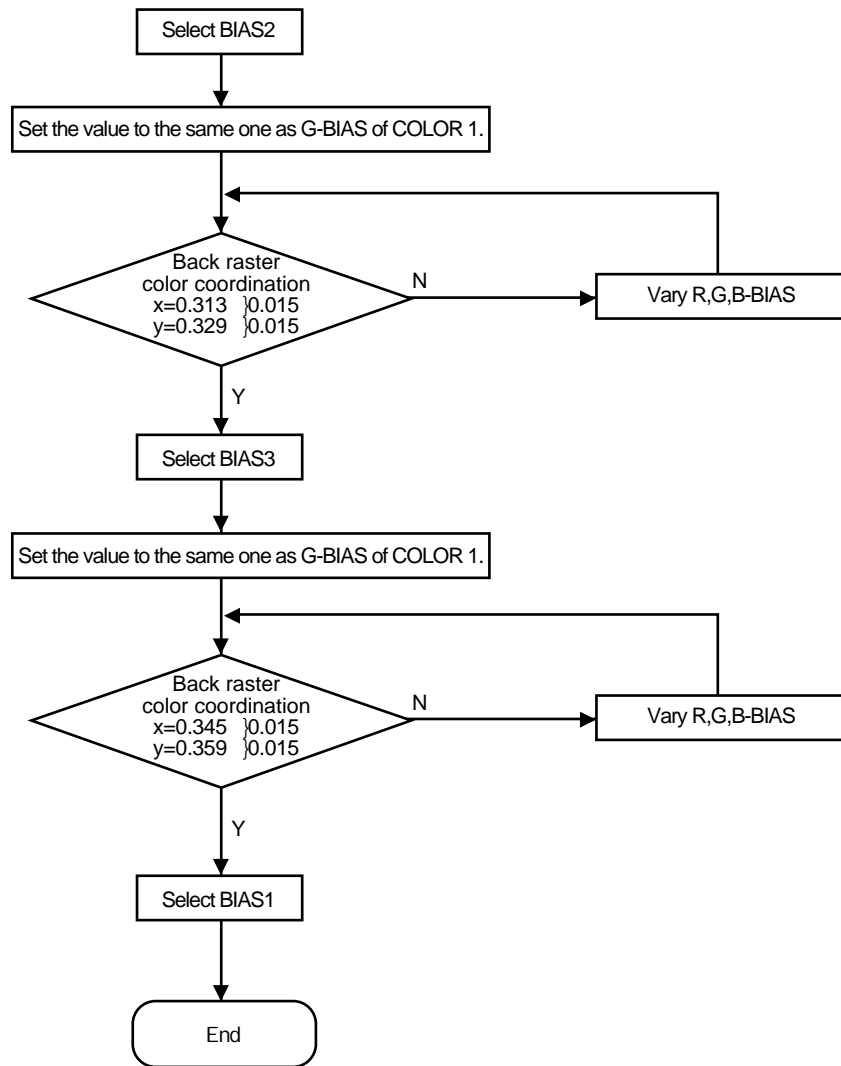 Select BIAS2
Set the value to the same one as G-BIAS of COLOR 1.
Back raster
color coordination
x=0.313 }0.015
y=0.329 }0.015
N
Vary R,G,B-BIAS
Y
Select BIAS3
Set the value to the same one as G-BIAS of COLOR 1.
Back raster
color coordination
x=0.345 }0.015
y=0.359 }0.015
N
Vary R,G,B-BIAS
Y
Select BIAS1
End